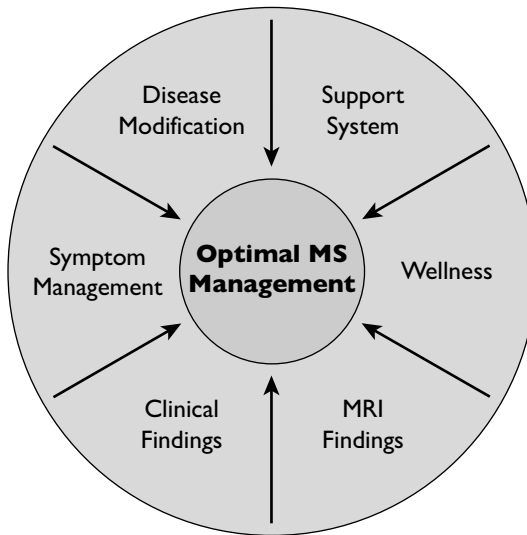 Disease
Modification
Support
System
Symptom
Management
Optimal MS
Management
Wellness
Clinical
Findings
MRI
Findings